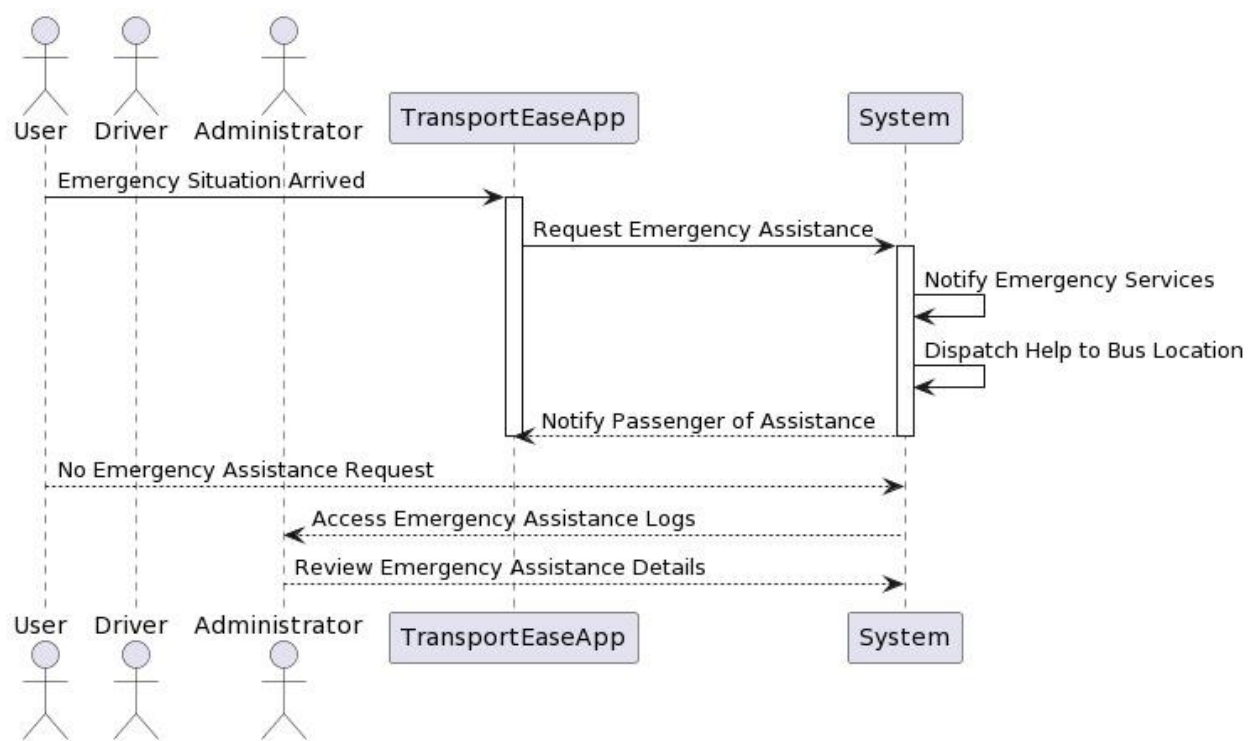 User Driver Administrator TransportEaseApp System
Emergency Situation Arrived
Request Emergency Assistance
Notify Emergency Services
Dispatch Help to Bus Location
Notify Passenger of Assistance
No Emergency Assistance Request
Access Emergency Assistance Logs
Review Emergency Assistance Details
User Driver Administrator TransportEaseApp System